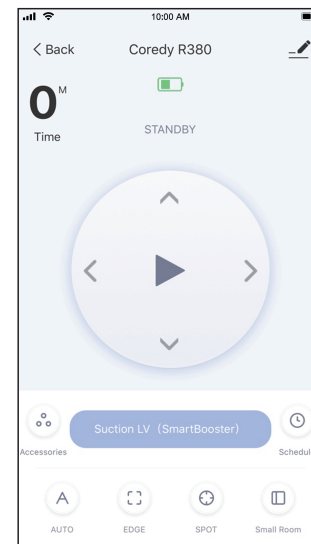 10:00 AM
Back
Coredy R380
0 M
Time
STANDBY
Suction LV（SmartBooster）
Accessories
Schedul
A
AUTO
EDGE
SPOT
Small Room